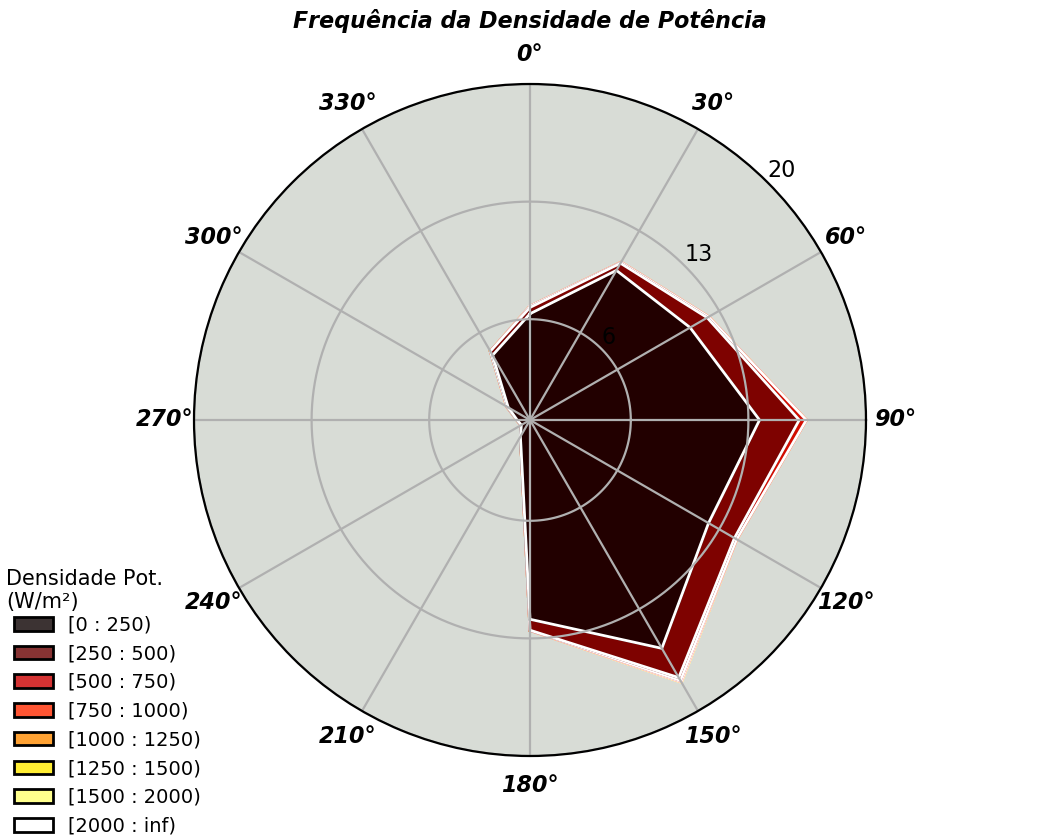 Frequência da Densidade de Potência
0°
330°
30°
20
300°
60°
13
6
270°
90°
Densidade Pot.
(W/m²)
240°
120°
[0 : 250)
[250 : 500)
[500 : 750)
[750 : 1000)
210°
150°
[1000 : 1250)
[1250 : 1500)
180°
[1500 : 2000)
[2000 : inf)